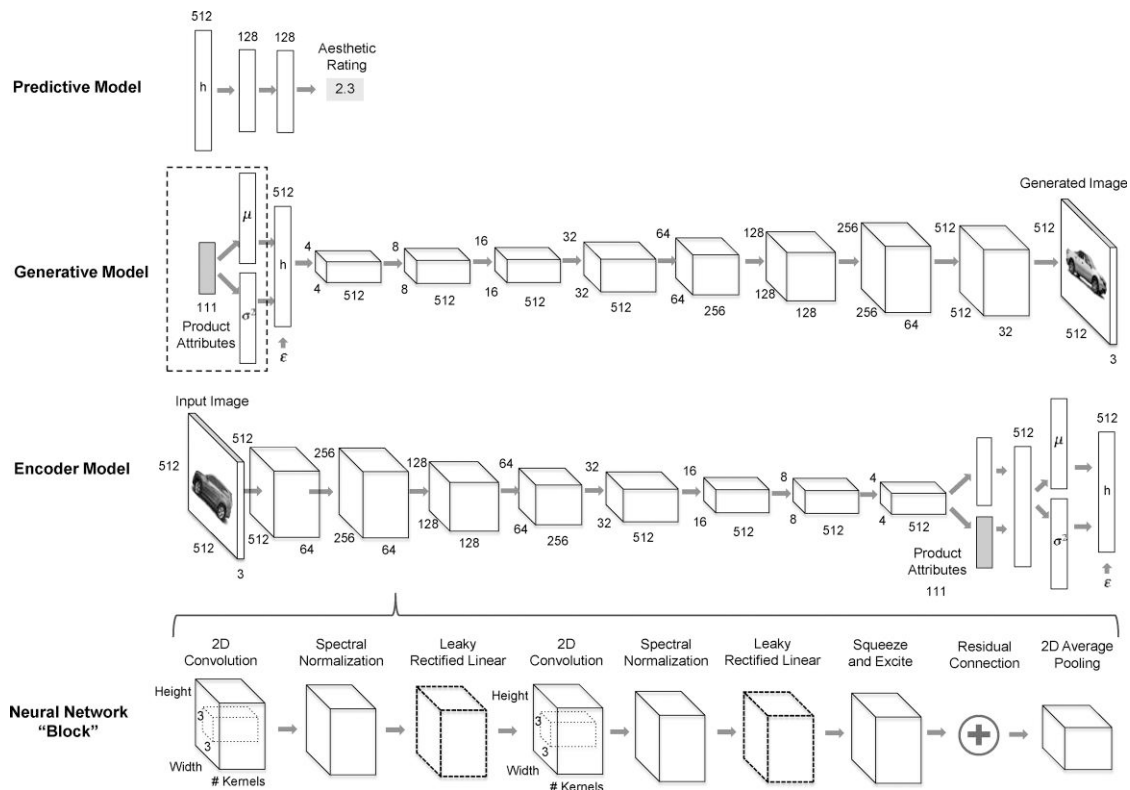 Predictive Model
512
h
128
128
Aesthetic
Rating
2.3
Generative Model
111
Product
Attributes
μ
σ²
512
h
ε
4
4
512
8
8
512
16
16
512
32
32
512
64
64
256
128
128
128
256
256
64
512
512
32
Generated Image
512
512
3
Encoder Model
Input Image
512
512
3
512
512
64
256
256
64
128
128
128
64
64
256
32
32
512
16
16
512
8
8
512
4
4
512
Product
Attributes
111
512
μ
σ²
512
h
ε
Neural Network
“Block”
2D
Convolution
Height
3
3
Width
# Kernels
Spectral
Normalization
Leaky
Rectified Linear
2D
Convolution
Height
3
3
Width
# Kernels
Spectral
Normalization
Leaky
Rectified Linear
Squeeze
and Excite
Residual
Connection
+
2D Average
Pooling